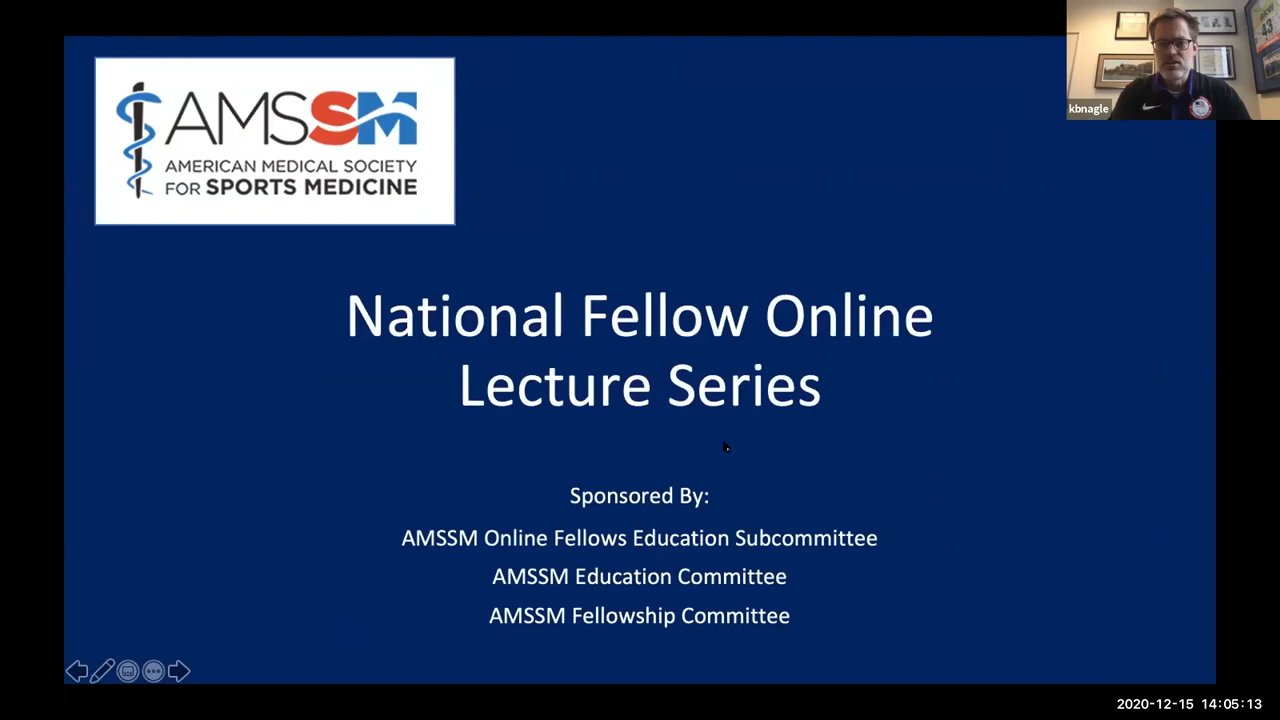 AMSSM
AMERICAN MEDICAL SOCIETY
FOR SPORTS MEDICINE
kbnagle
43
National Fellow Online
Lecture Series
Sponsored By:
AMSSM Online Fellows Education Subcommittee
AMSSM Education Committee
AMSSM Fellowship Committee
2020-12-15 14:05:13